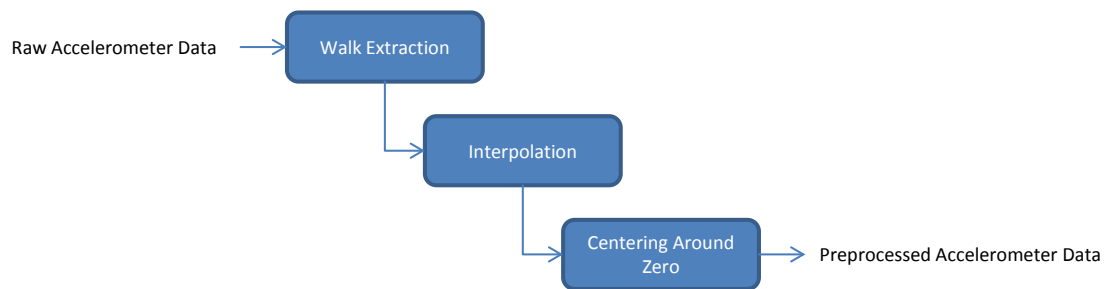 Raw Accelerometer Data
Walk Extraction
Interpolation
Centering Around
Zero
Preprocessed Accelerometer Data